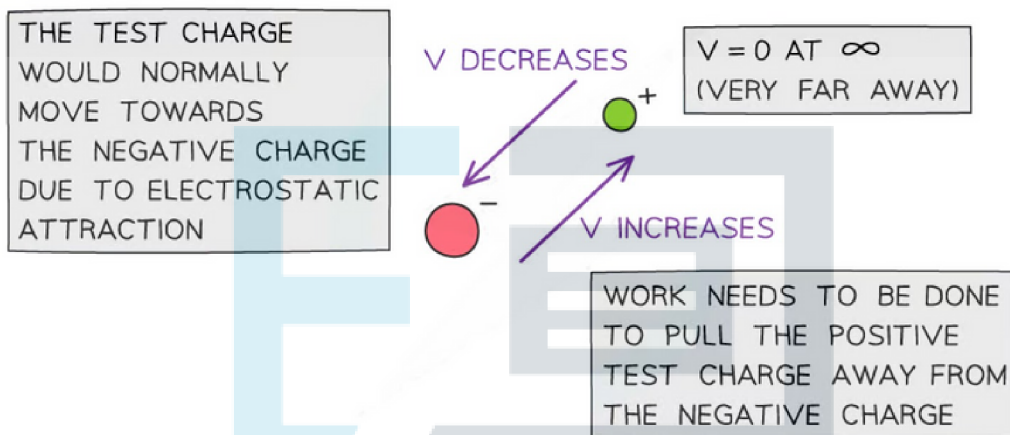 THE TEST CHARGE
WOULD NORMALLY
MOVE TOWARDS
THE NEGATIVE CHARGE
DUE TO ELECTROSTATIC
ATTRACTION
V DECREASES
+
V = 0 AT ∞
(VERY FAR AWAY)
−
V INCREASES
WORK NEEDS TO BE DONE
TO PULL THE POSITIVE
TEST CHARGE AWAY FROM
THE NEGATIVE CHARGE